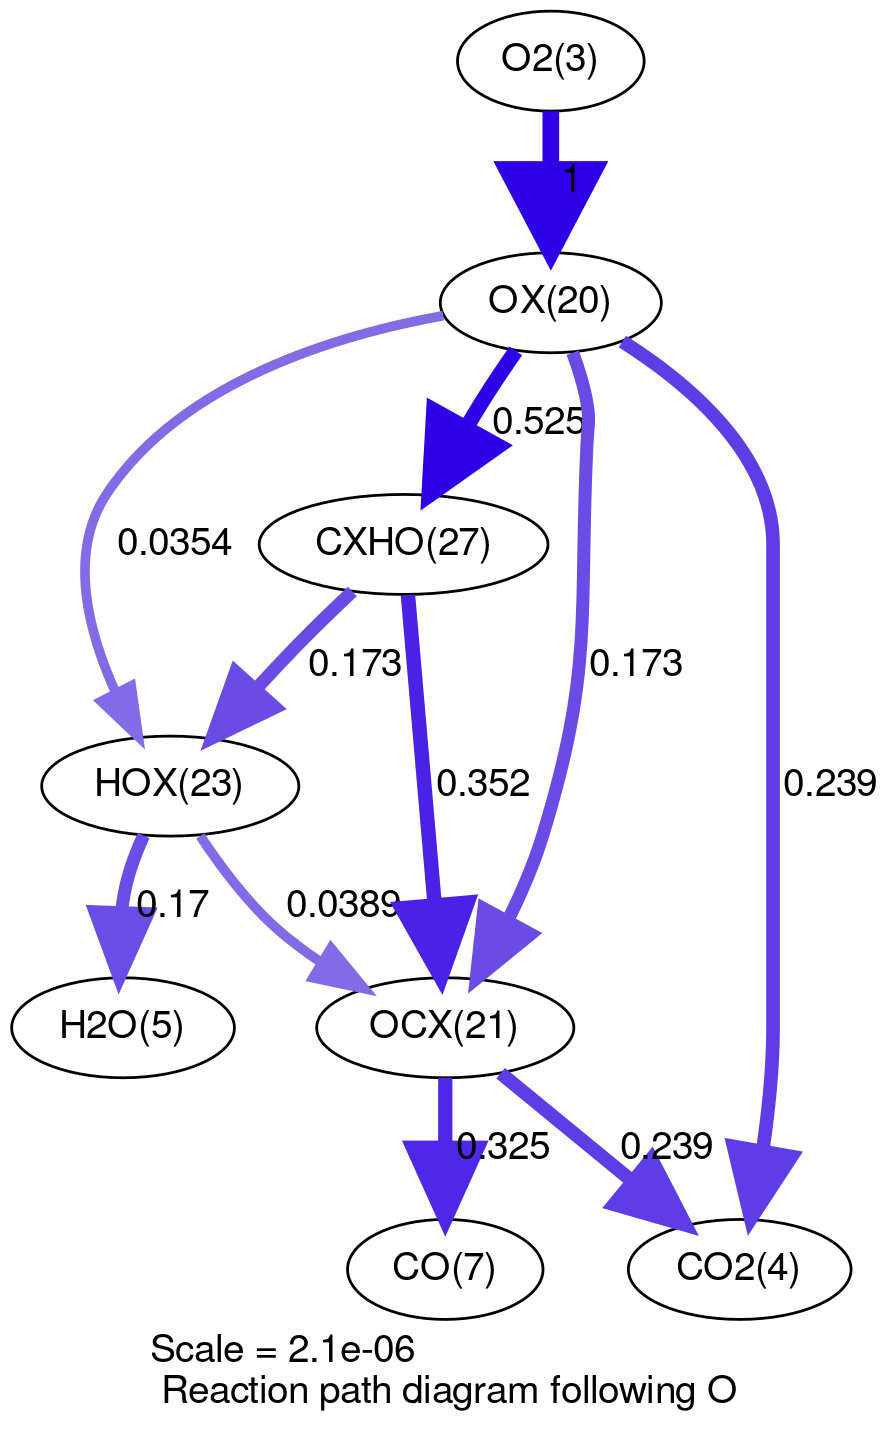 O2(3)
1
OX(20)
0.525
0.0354
CXHO(27)
0.173
0.173
0.352
0.239
HOX(23)
0.17
0.0389
H2O(5)
OCX(21)
0.325
0.239
CO(7)
CO2(4)
Scale = 2.1e-06
Reaction path diagram following O